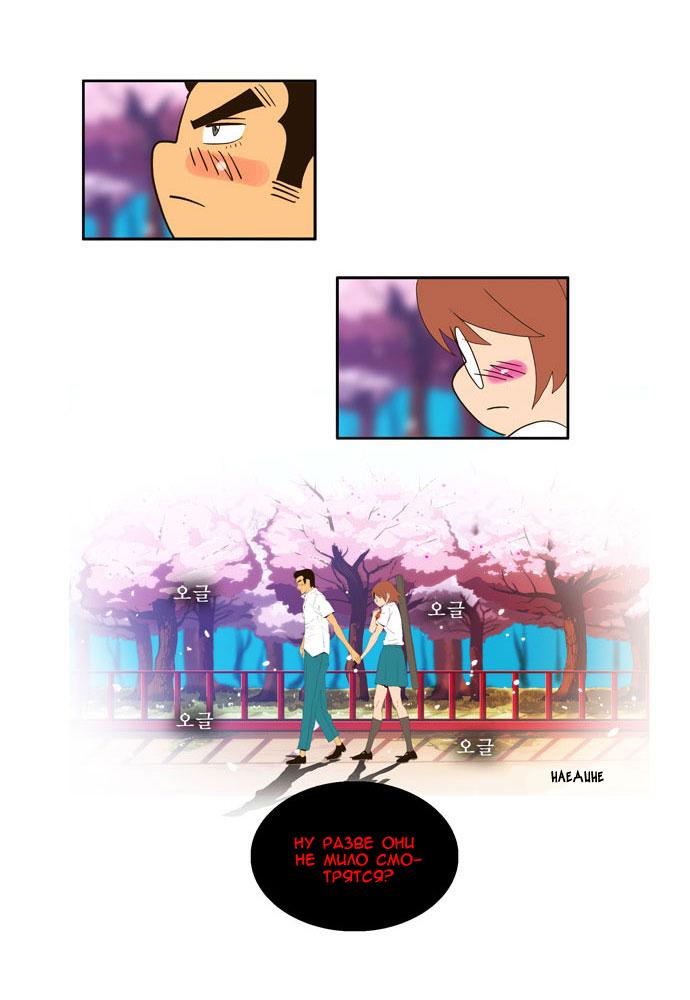 오글
오글
오글
오글
НАЕДИНЕ
НУ РАЗВЕ ОНИ
НЕ МИЛО СМО-
ТРЯТСЯ?